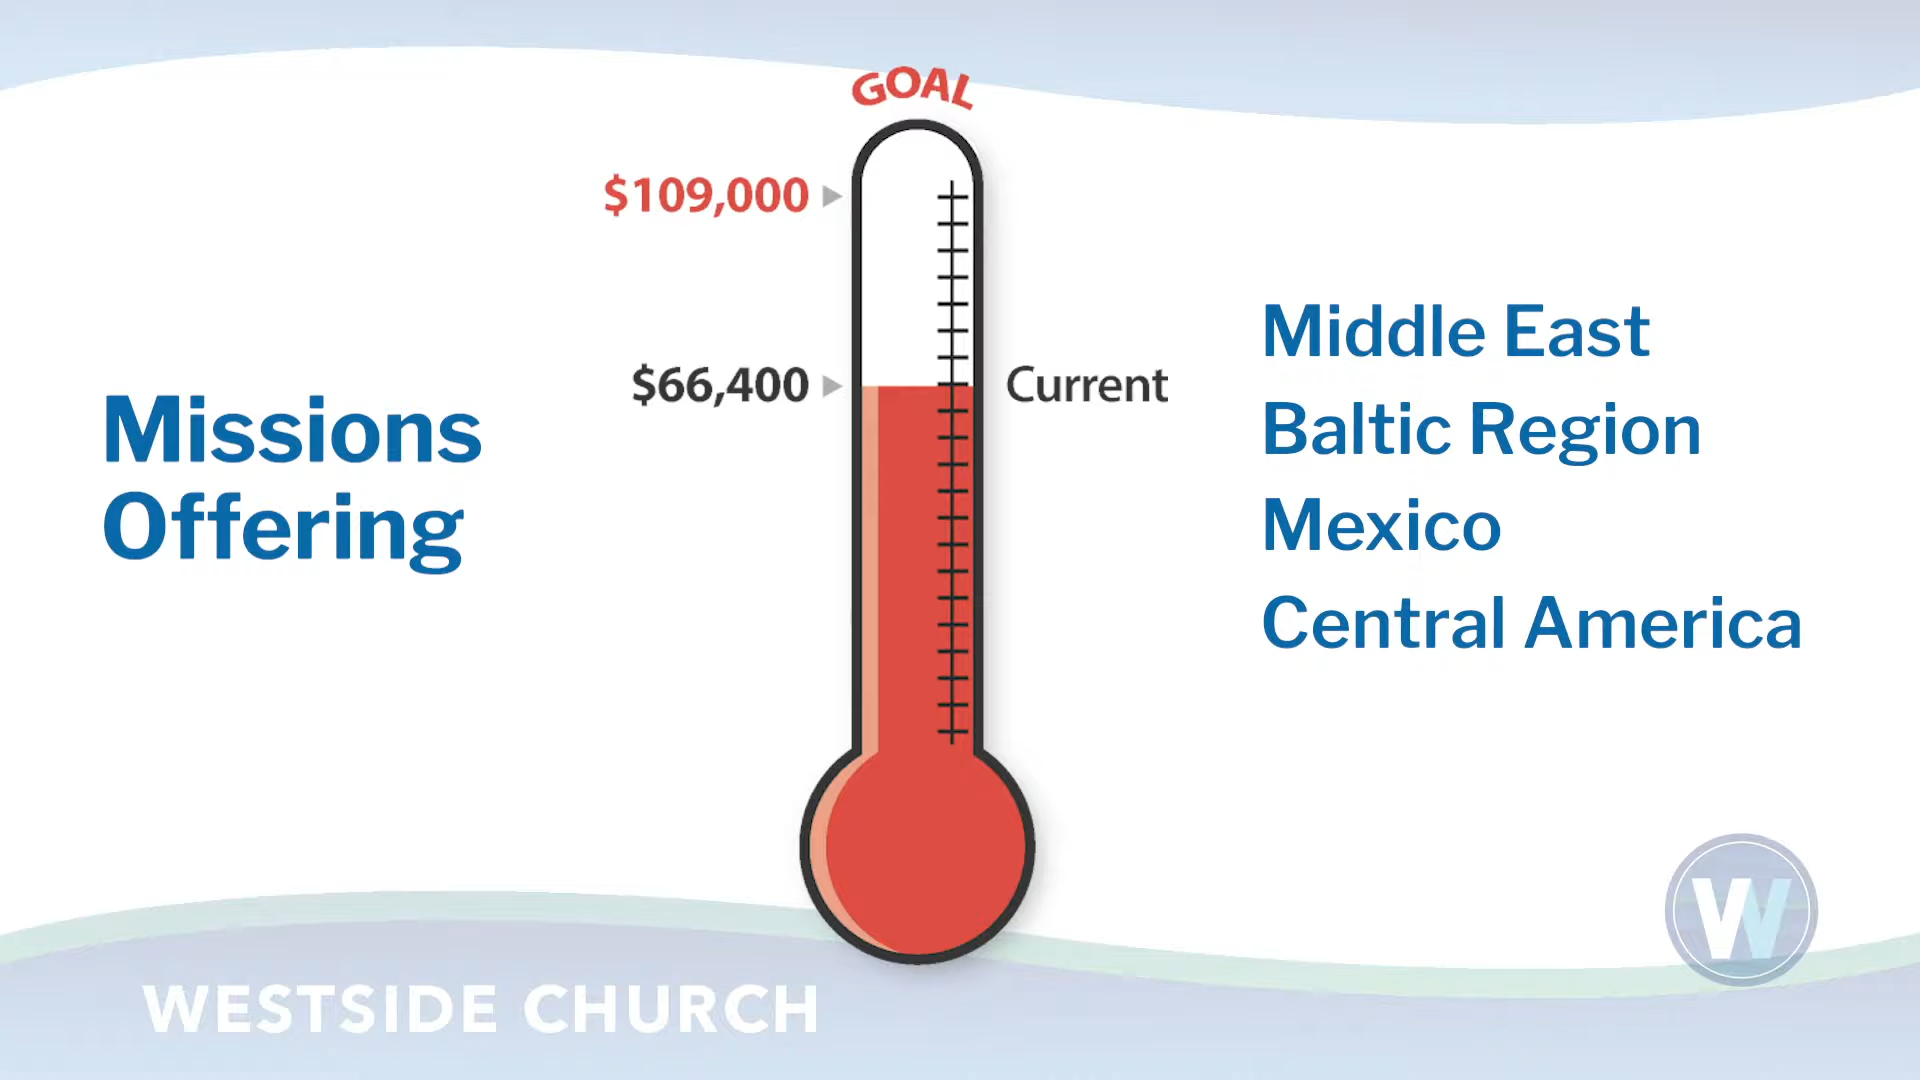 GOAL
$109,000
$66,400
Current
Missions
Offering
Middle East
Baltic Region
Mexico
Central America
W
WESTSIDE CHURCH